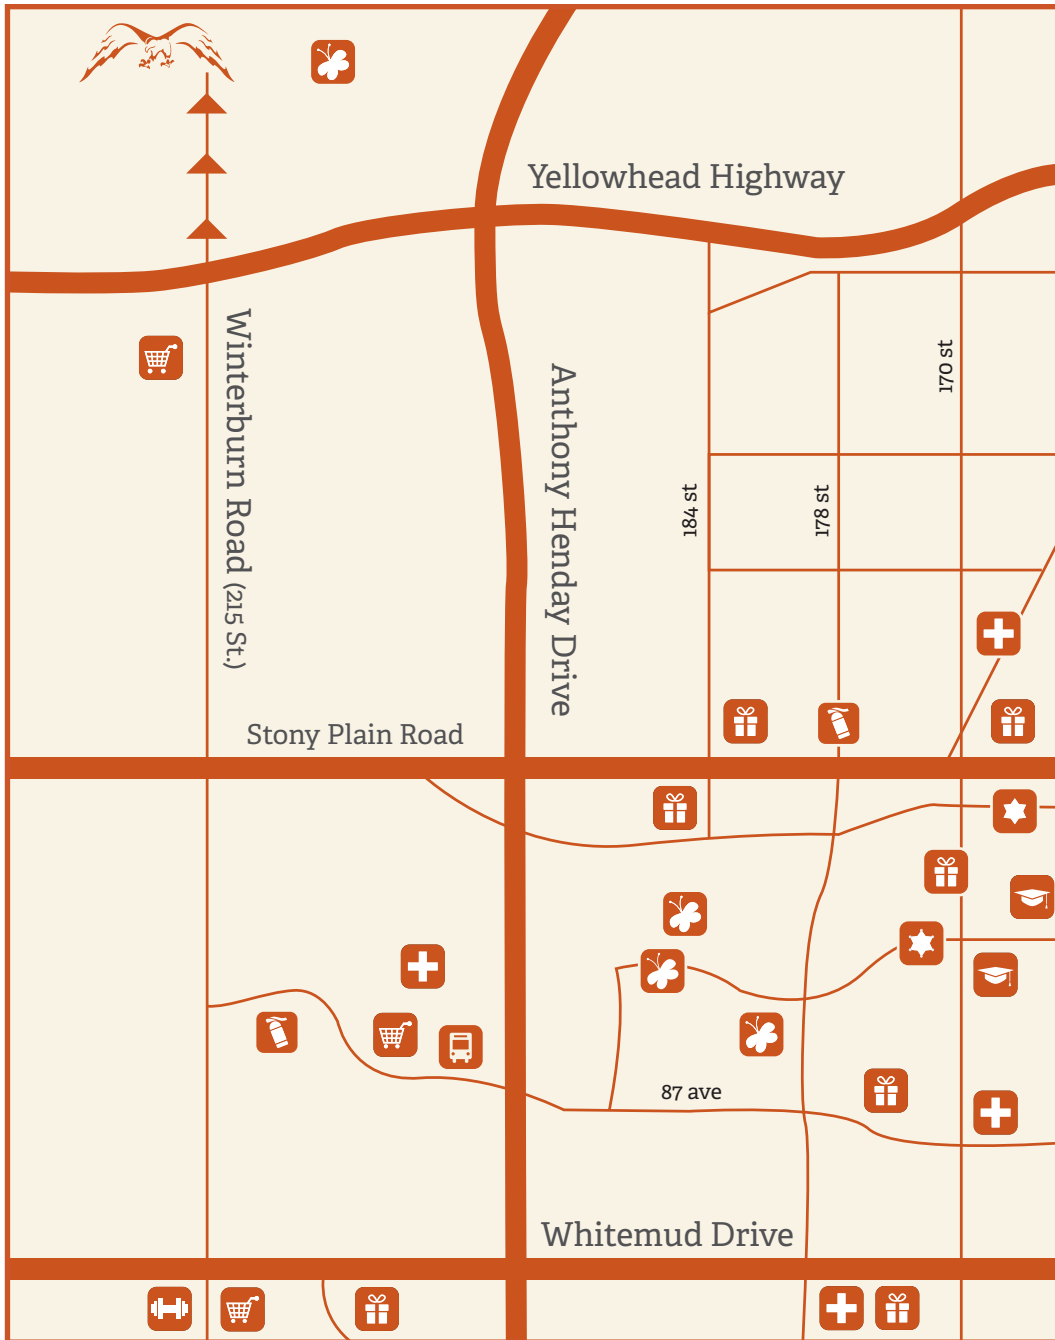 Yellowhead Highway
Winterburn Road (215 St.)
Anthony Henday Drive
170 st
184 st
178 st
Stony Plain Road
87 ave
Whitemud Drive